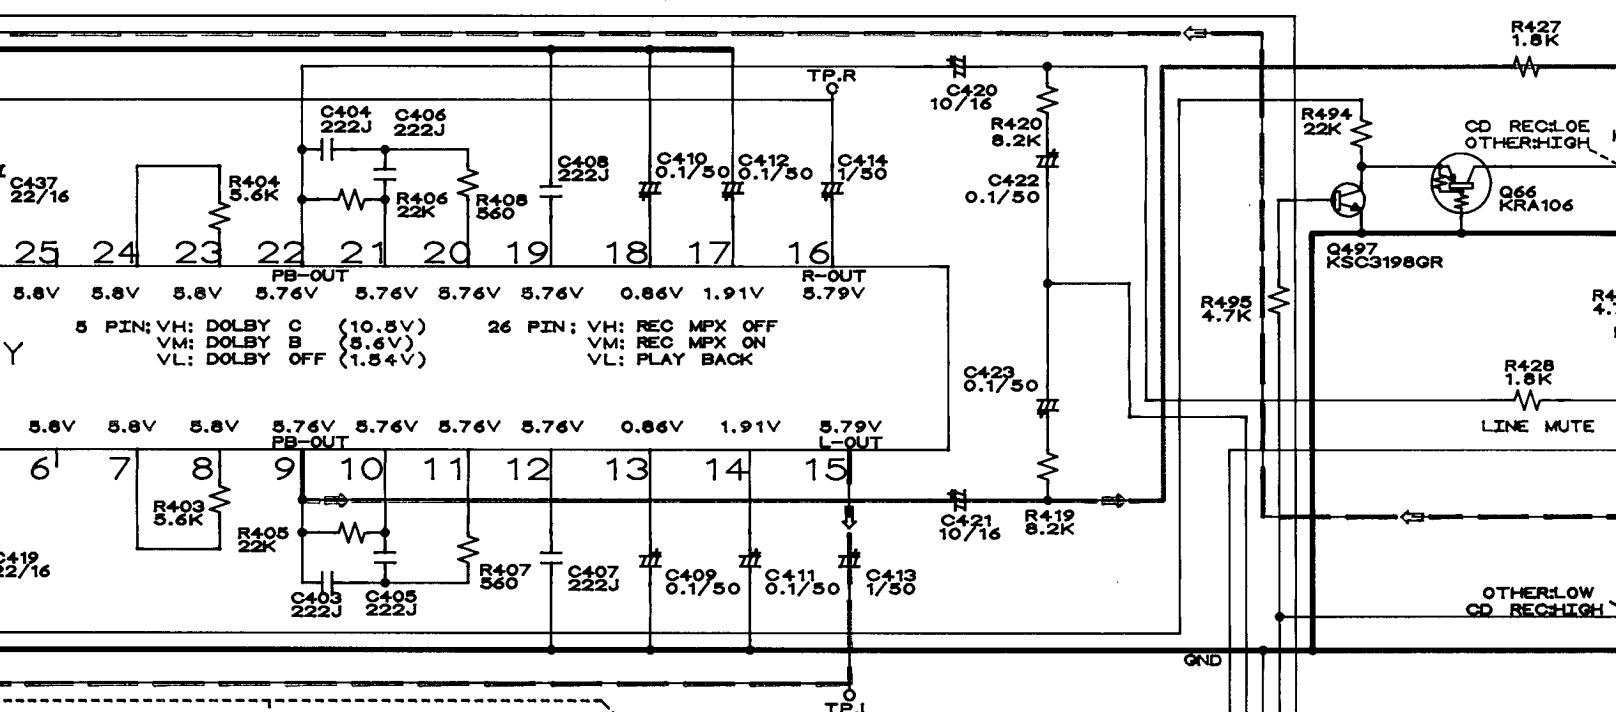 R427
1.8K
TP.R
C420
10/16
R420
8.2K
C422
0.1/50
R494
22K
CD REC:LOE
OTHER:HIGH
Q66
KRA106
Q497
KSC3198GR
C404
222J
C406
222J
C437
22/16
R404
5.6K
R406
22K
R408
560
C408
222J
C410
0.1/50
C412
0.1/50
C414
1/50
25 24 23 22 21 20 19 18 17 16
PB-OUT R-OUT
5.8V 5.8V 5.8V 5.76V 5.76V 5.76V 5.76V 0.86V 1.91V 5.79V
5 PIN: VH: DOLBY C (10.5V)
VM: DOLBY B (5.6V)
VL: DOLBY OFF (1.54V)
26 PIN: VH: REC MPX OFF
VM: REC MPX ON
VL: PLAY BACK
Y
R495
4.7K
C423
0.1/50
R428
1.8K
LINE MUTE
5.8V 5.8V 5.8V 5.76V 5.76V 5.76V 5.76V 0.86V 1.91V 5.79V
PB-OUT L-OUT
6 7 8 9 10 11 12 13 14 15
R403
5.6K
R405
22K
C403
222J
C405
222J
R407
560
C407
222J
C409
0.1/50
C411
0.1/50
C413
1/50
C421
10/16
R419
8.2K
C419
22/16
OTHER:LOW
CD REC:HIGH
GND